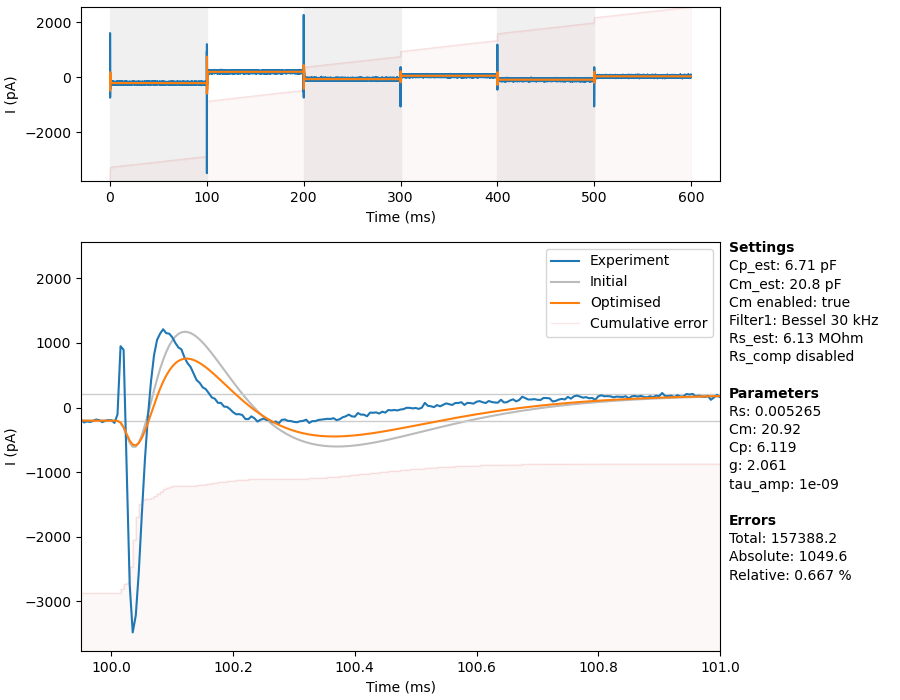 2000
0
−2000
I (pA)
0
100
200
300
400
500
600
Time (ms)
2000
1000
0
−1000
−2000
−3000
I (pA)
100.0
100.2
100.4
100.6
100.8
101.0
Time (ms)
Experiment
Initial
Optimised
Cumulative error
Settings
Cp_est: 6.71 pF
Cm_est: 20.8 pF
Cm enabled: true
Filter1: Bessel 30 kHz
Rs_est: 6.13 MOhm
Rs_comp disabled
Parameters
Rs: 0.005265
Cm: 20.92
Cp: 6.119
g: 2.061
tau_amp: 1e-09
Errors
Total: 157388.2
Absolute: 1049.6
Relative: 0.667 %